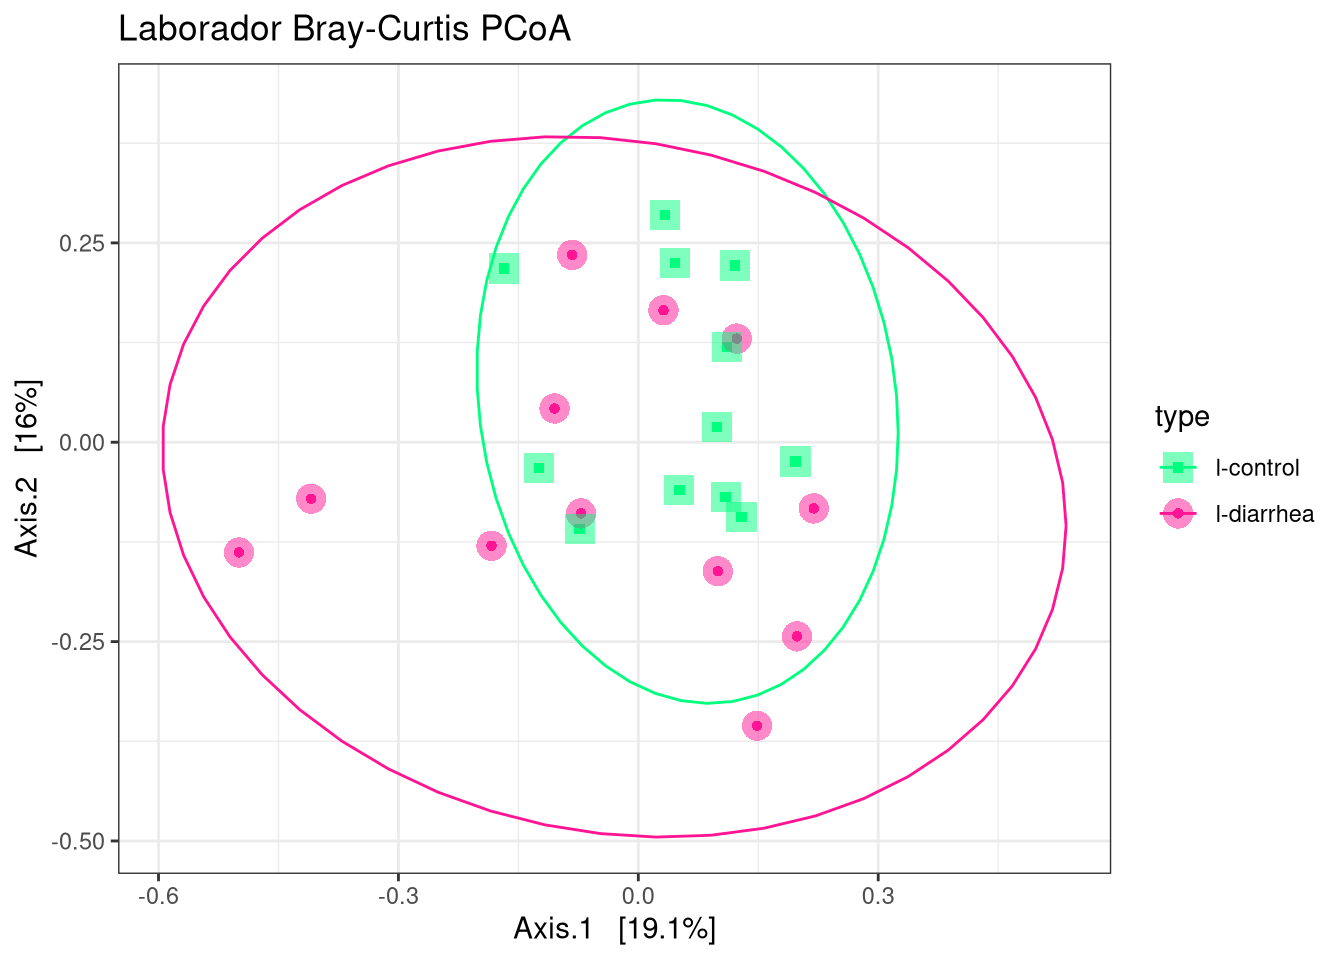 Laborador Bray-Curtis PCoA
Axis.2 [16%]
0.25
0.00
-0.25
-0.50
-0.6
-0.3
0.0
0.3
Axis.1 [19.1%]
type
l-control
l-diarrhea